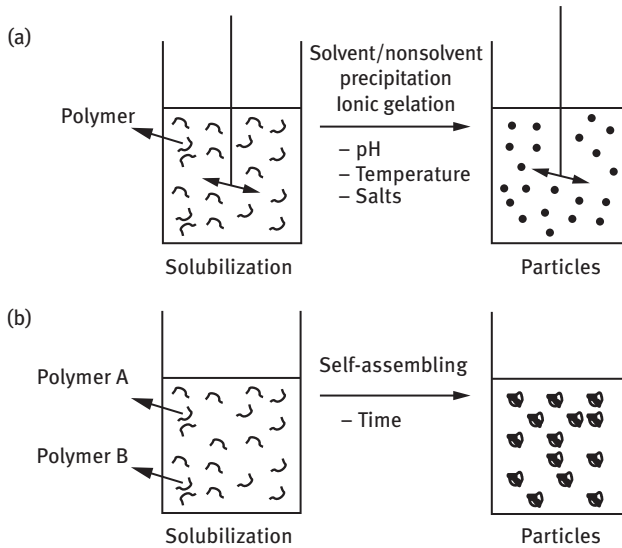 (a)
Polymer
Solubilization
Solvent/nonsolvent
precipitation
Ionic gelation
– pH
– Temperature
– Salts
Particles
(b)
Polymer A
Polymer B
Solubilization
Self-assembling
– Time
Particles